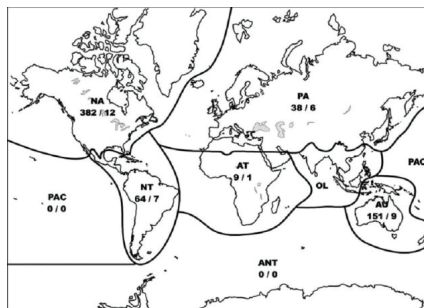 NA
382 / 12
PA
38 / 6
AT
9 / 1
OL
PAC
PAC
0 / 0
NT
64 / 7
AU
151 / 9
ANT
0 / 0